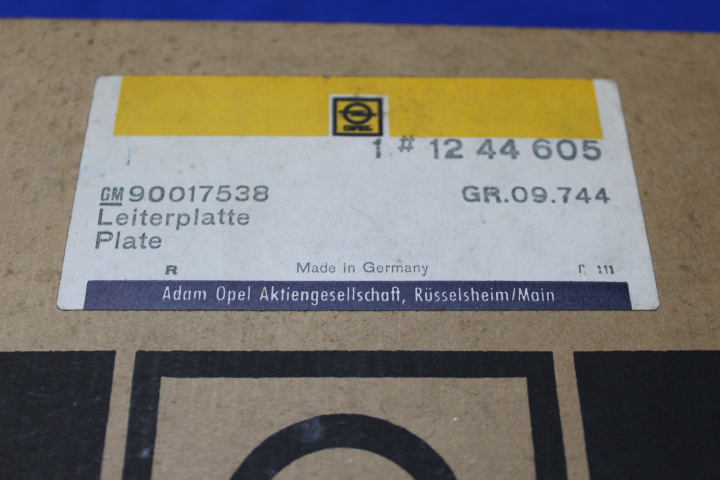 OPEL
1 # 12 44 605
GM 90017538 GR.09.744
Leiterplatte
Plate
R Made in Germany
Adam Opel Aktiengesellschaft, Rüsselsheim/Main